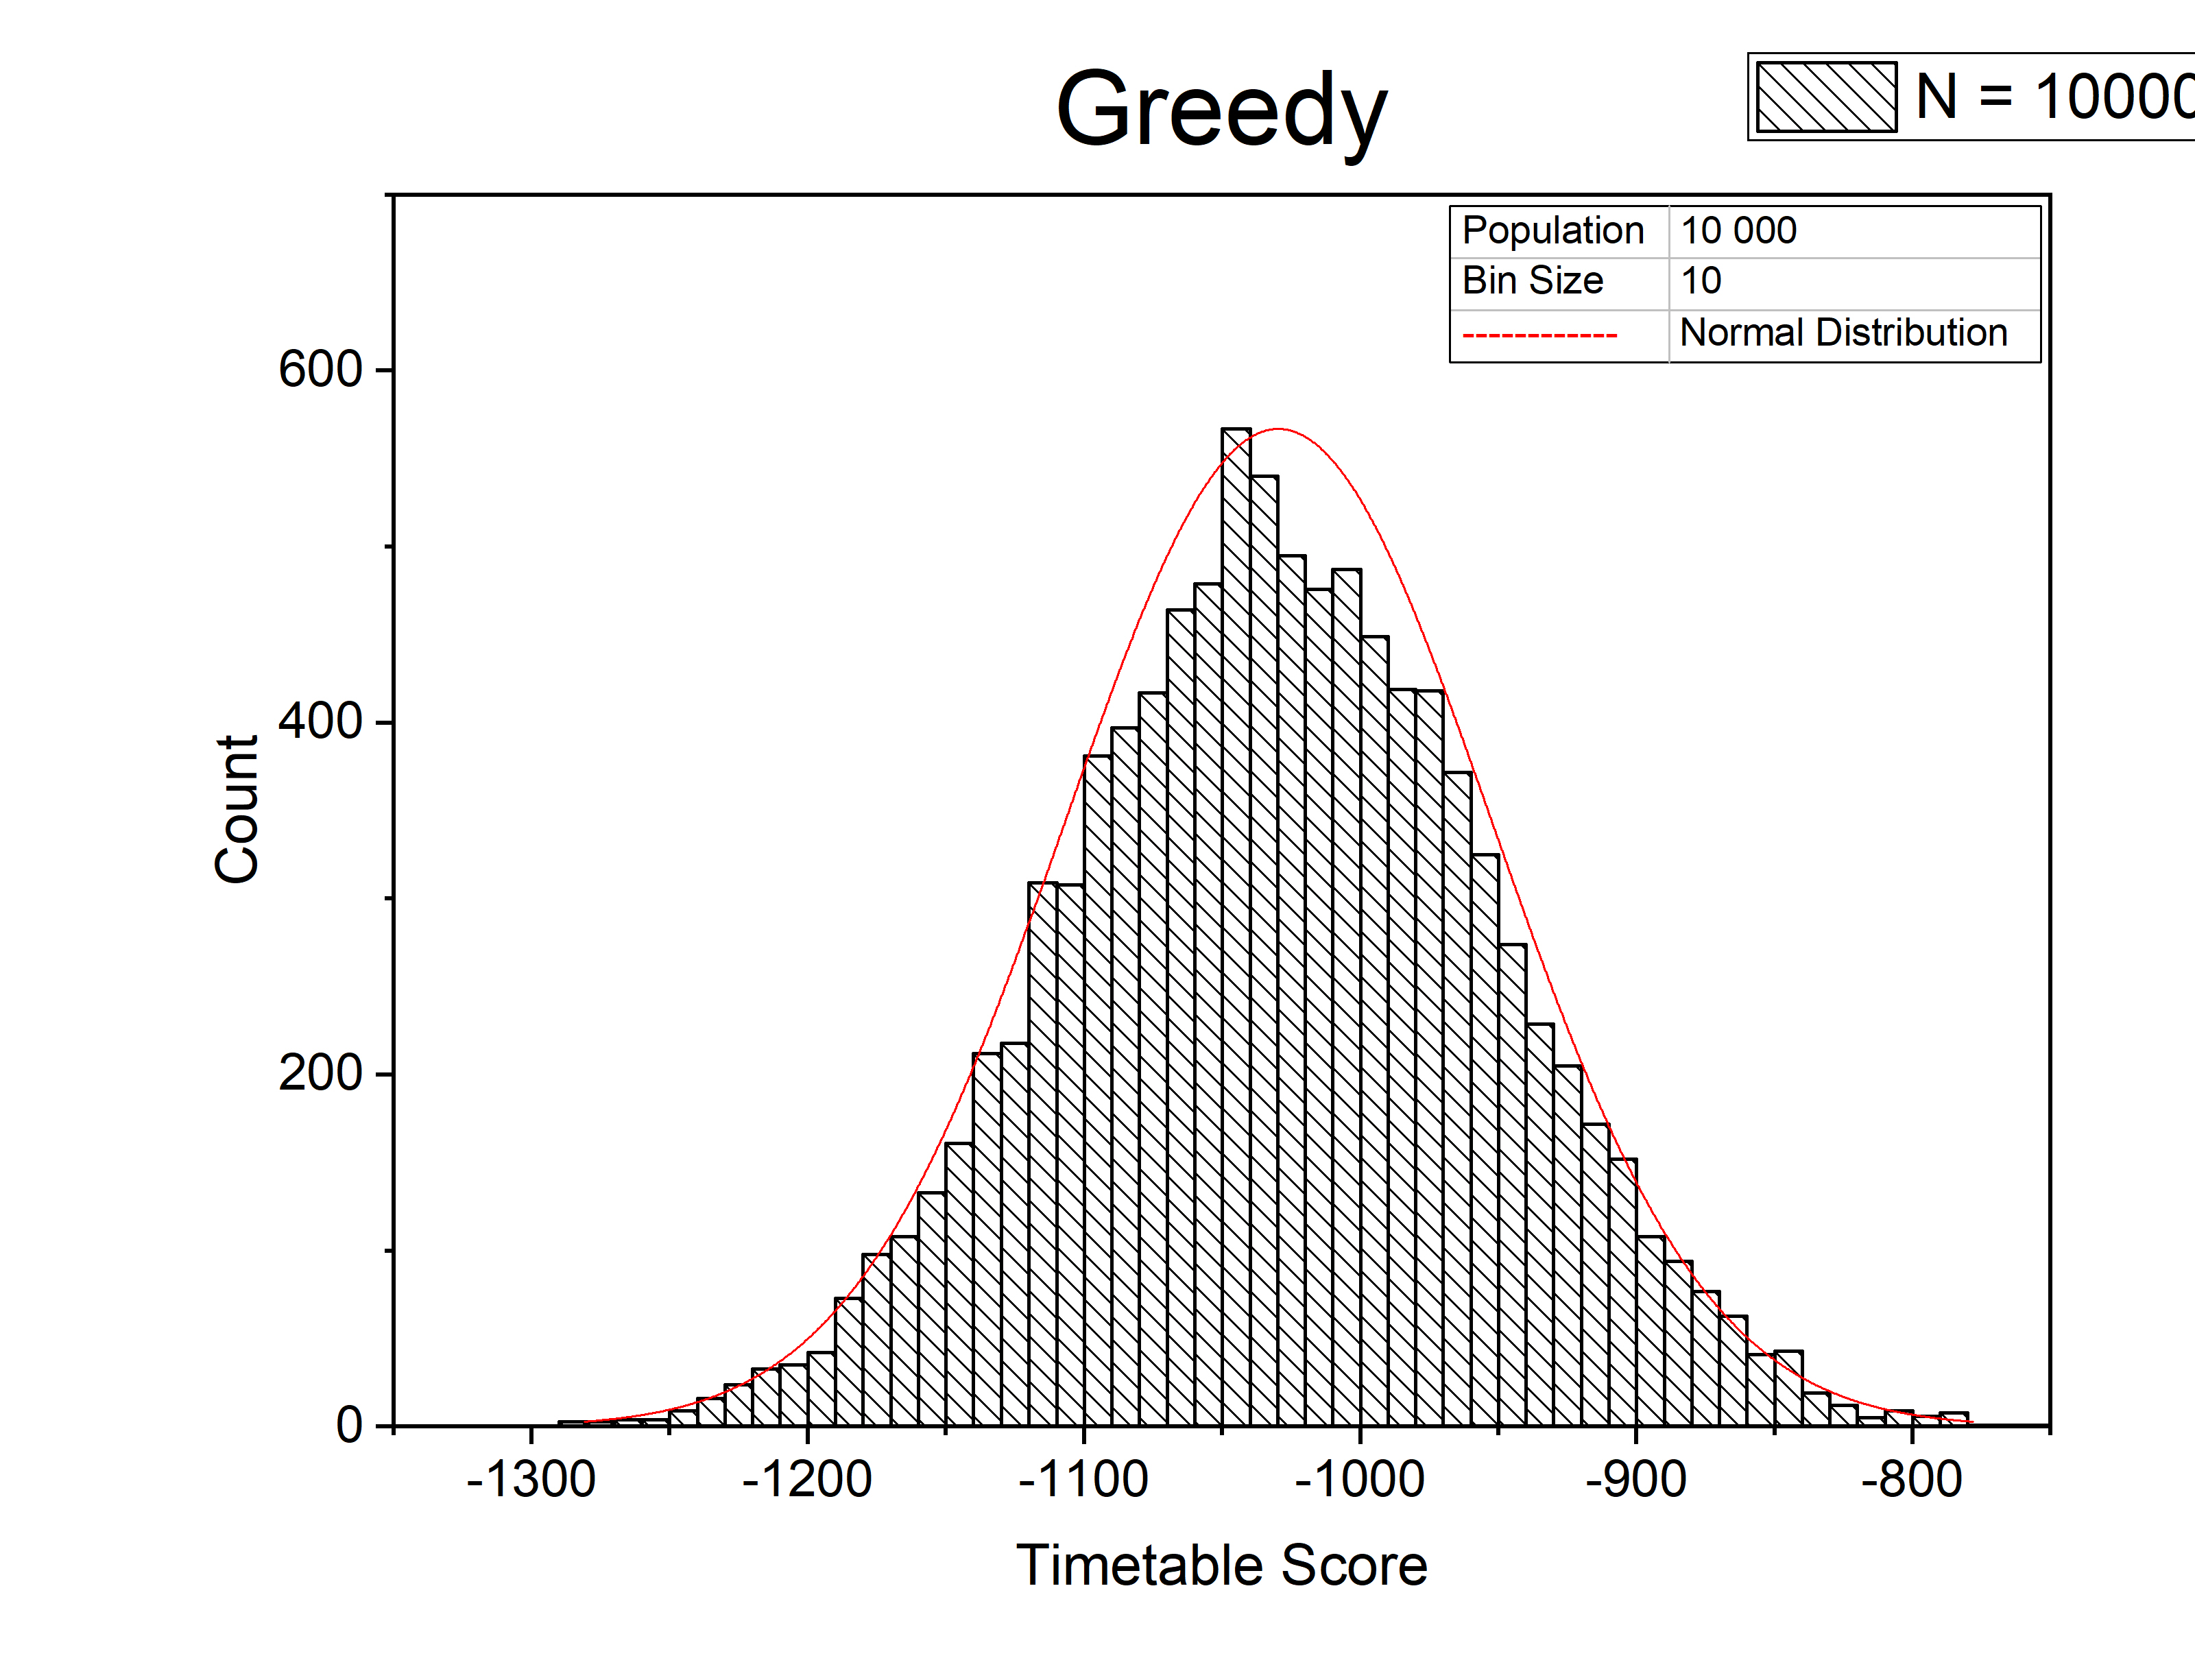 Greedy
N = 10000
Population 10 000
Bin Size 10
Normal Distribution
600
400
200
0
Count
-1300 -1200 -1100 -1000 -900 -800
Timetable Score